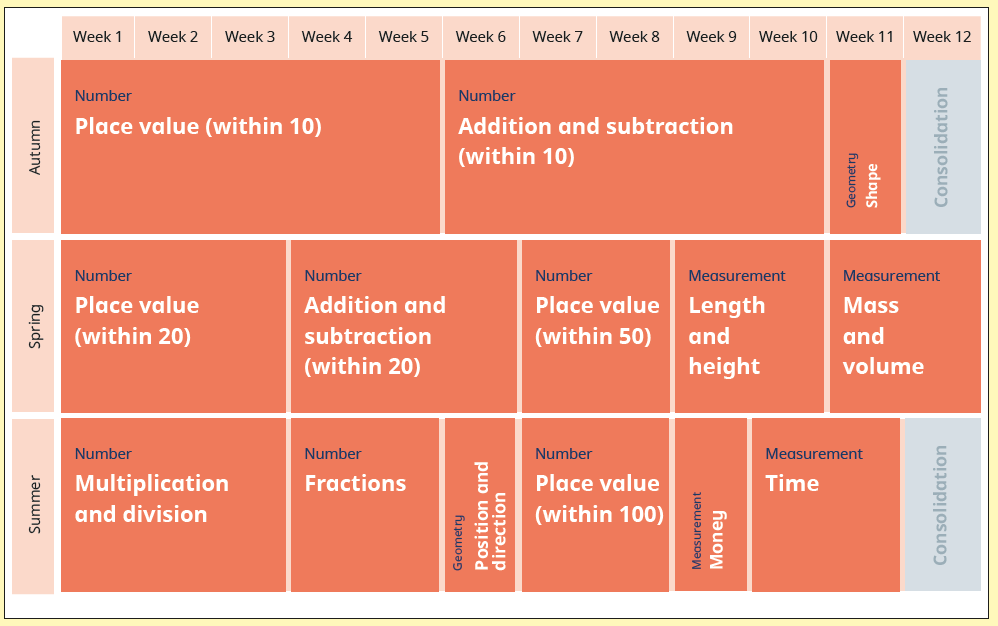 Week 1 Week 2 Week 3 Week 4 Week 5 Week 6 Week 7 Week 8 Week 9 Week 10 Week 11 Week 12
Autumn
Number
Place value (within 10)
Number
Addition and subtraction
(within 10)
Geometry
Shape
Consolidation
Spring
Number
Place value
(within 20)
Number
Addition and
subtraction
(within 20)
Number
Place value
(within 50)
Measurement
Length
and
height
Measurement
Mass
and
volume
Summer
Number
Multiplication
and division
Number
Fractions
Geometry
Position and
direction
Number
Place value
(within 100)
Measurement
Money
Measurement
Time
Consolidation